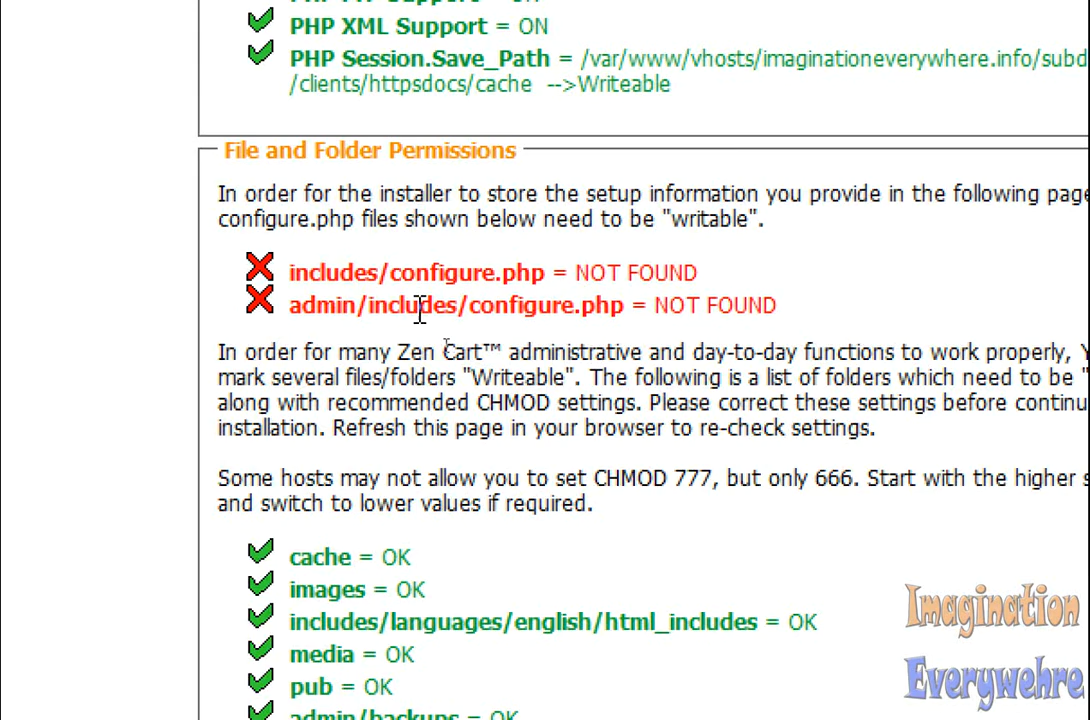 PHP XML Support = ON
PHP Session.Save_Path = /var/www/vhosts/imaginationeverywhere.info/subd
/clients/httpsdocs/cache -->Writeable
File and Folder Permissions
In order for the installer to store the setup information you provide in the following page
configure.php files shown below need to be "writable".
includes/configure.php = NOT FOUND
admin/includes/configure.php = NOT FOUND
In order for many Zen Cart™ administrative and day-to-day functions to work properly, Y
mark several files/folders "Writeable". The following is a list of folders which need to be "
along with recommended CHMOD settings. Please correct these settings before continu
installation. Refresh this page in your browser to re-check settings.
Some hosts may not allow you to set CHMOD 777, but only 666. Start with the higher s
and switch to lower values if required.
cache = OK
images = OK
includes/languages/english/html_includes = OK
media = OK
pub = OK
admin/backups = OK
Imagination
Everywehre